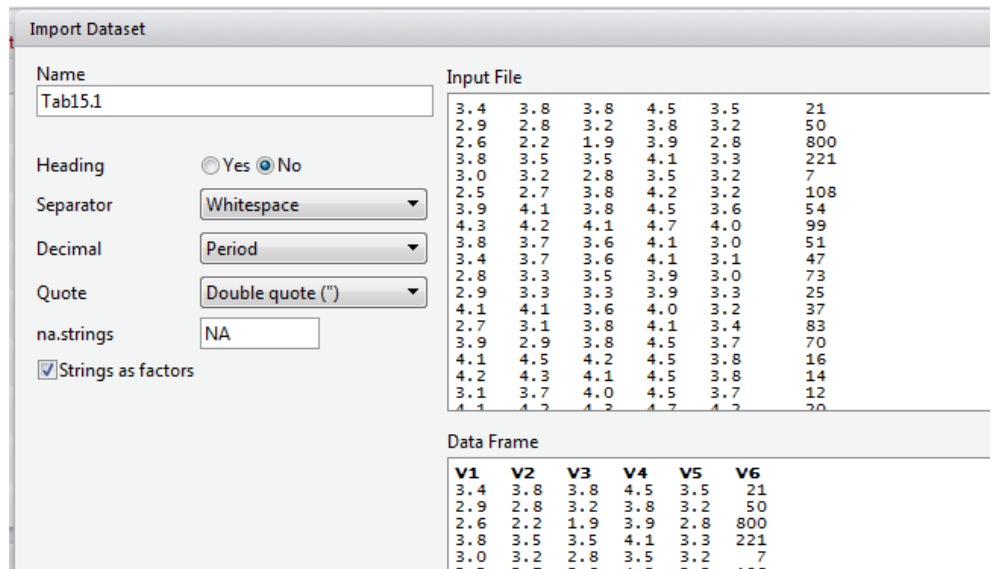 Import Dataset
Name
Tab15.1
Heading
Yes No
Separator
Whitespace
Decimal
Period
Quote
Double quote (")
na.strings
NA
Strings as factors
Input File
3.4 3.8 3.8 4.5 3.5 21
2.9 2.8 3.2 3.8 3.2 50
2.6 2.2 1.9 3.9 2.8 800
3.8 3.5 3.5 4.1 3.3 221
3.0 3.2 2.8 3.5 3.2 7
2.5 2.7 3.8 4.2 3.2 108
3.9 4.1 3.8 4.5 3.6 54
4.3 4.2 4.1 4.7 4.0 99
3.8 3.7 3.6 4.1 3.0 51
3.4 3.7 3.6 4.1 3.1 47
2.8 3.3 3.5 3.9 3.0 73
2.9 3.3 3.3 3.9 3.3 25
4.1 4.1 3.6 4.0 3.2 37
2.7 3.1 3.8 4.1 3.4 83
3.9 2.9 3.8 4.5 3.7 70
4.1 4.5 4.2 4.5 3.8 16
4.2 4.3 4.1 4.5 3.8 14
3.1 3.7 4.0 4.5 3.7 12
Data Frame
V1 V2 V3 V4 V5 V6
3.4 3.8 3.8 4.5 3.5 21
2.9 2.8 3.2 3.8 3.2 50
2.6 2.2 1.9 3.9 2.8 800
3.8 3.5 3.5 4.1 3.3 221
3.0 3.2 2.8 3.5 3.2 7